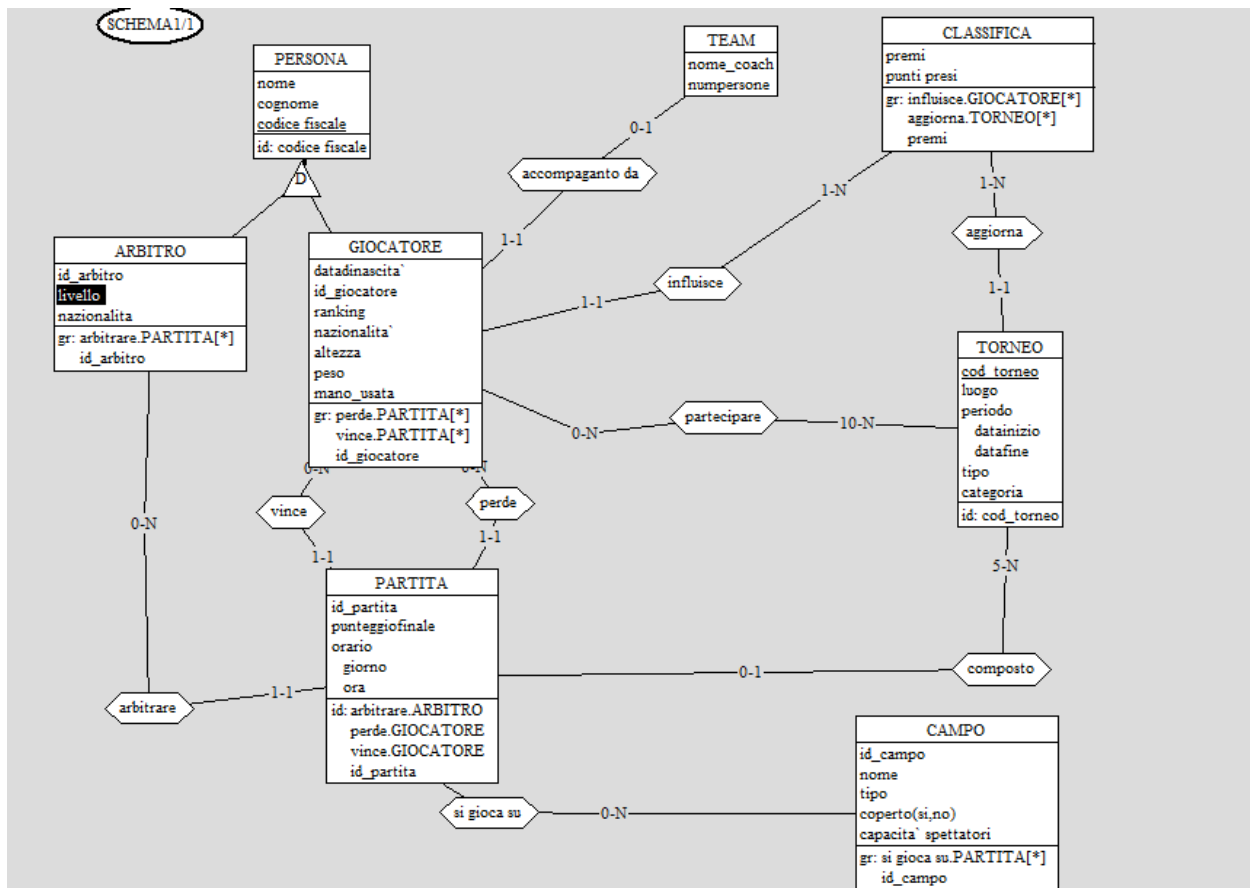 SCHEMA1/1
PERSONA
nome
cognome
codice fiscale
id: codice fiscale
D
TEAM
nome_coach
numpersone
CLASSIFICA
premi
punti presi
gr: influisce.GIOCATORE[*]
aggiorna.TORNEO[*]
premi
0-1
accompaganto da
1-1
1-N
influisce
1-1
1-N
aggiorna
1-1
ARBITRO
id_arbitro
livello
nazionalita
gr: arbitrare.PARTITA[*]
id_arbitro
GIOCATORE
datadinascita`
id_giocatore
ranking
nazionalita`
altezza
peso
mano_usata
gr: perde.PARTITA[*]
vince.PARTITA[*]
id_giocatore
TORNEO
cod_torneo
luogo
periodo
datainizio
datafine
tipo
categoria
id: cod_torneo
0-N
partecipare
10-N
0-N
vince
1-1
0-N
perde
1-1
0-N
arbitrare
1-1
PARTITA
id_partita
punteggiofinale
orario
giorno
ora
id: arbitrare.ARBITRO
perde.GIOCATORE
vince.GIOCATORE
id_partita
5-N
composto
0-1
si gioca su
0-N
CAMPO
id_campo
nome
tipo
coperto(si,no)
capacita` spettatori
gr: si gioca su.PARTITA[*]
id_campo